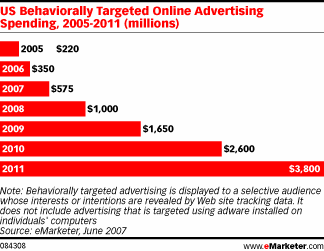 US Behaviorally Targeted Online Advertising
Spending, 2005-2011 (millions)
2005 $220
2006 $350
2007 $575
2008 $1,000
2009 $1,650
2010 $2,600
2011 $3,800
Note: Behaviorally targeted advertising is displayed to a selective audience
whose interests or intentions are revealed by Web site tracking data. It
does not include advertising that is targeted using adware installed on
individuals' computers
Source: eMarketer, June 2007
084308 www.eMarketer.com